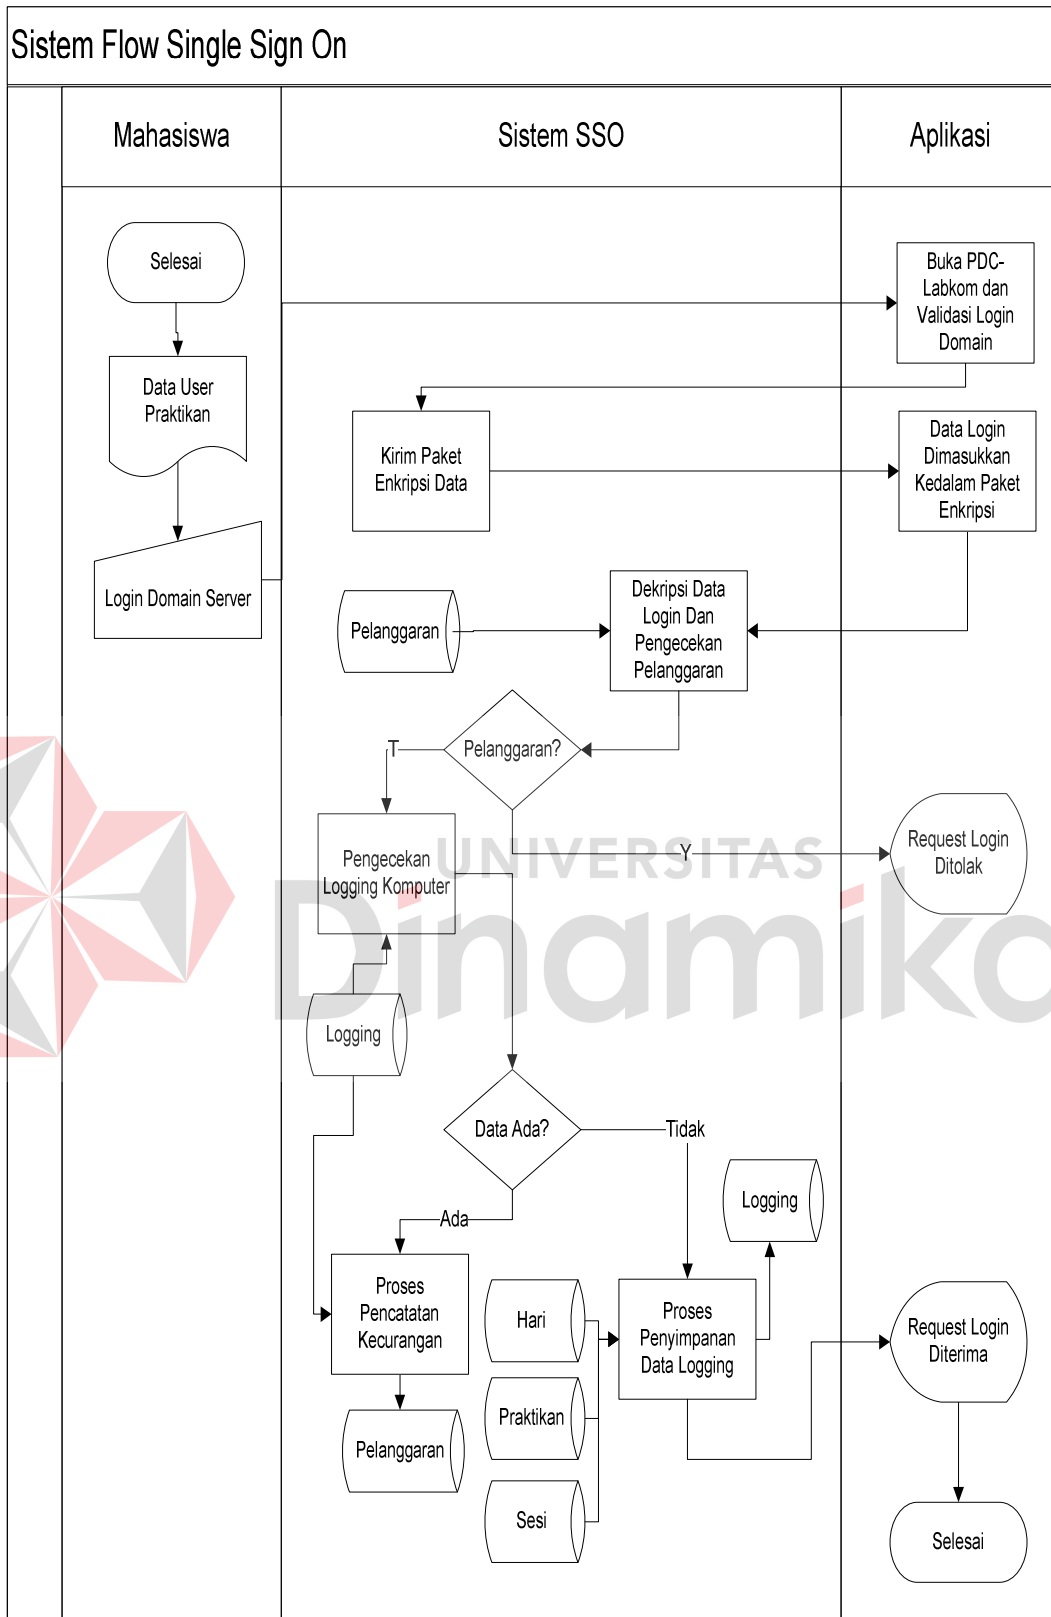 Sistem Flow Single Sign On
Mahasiswa
Sistem SSO
Aplikasi
Selesai
Buka PDC-
Labkom dan
Validasi Login
Domain
Data User
Praktikan
Kirim Paket
Enkripsi Data
Data Login
Dimasukkan
Kedalam Paket
Enkripsi
Login Domain Server
Pelanggaran
Dekripsi Data
Login Dan
Pengecekan
Pelanggaran
Pelanggaran?
T
Y
Pengecekan
Logging Komputer
Request Login
Ditolak
UNIVERSITAS
Dinamika
Logging
Data Ada?
Tidak
Ada
Logging
Proses
Pencatatan
Kecurangan
Hari
Proses
Penyimpanan
Data Logging
Request Login
Diterima
Praktikan
Pelanggaran
Sesi
Selesai